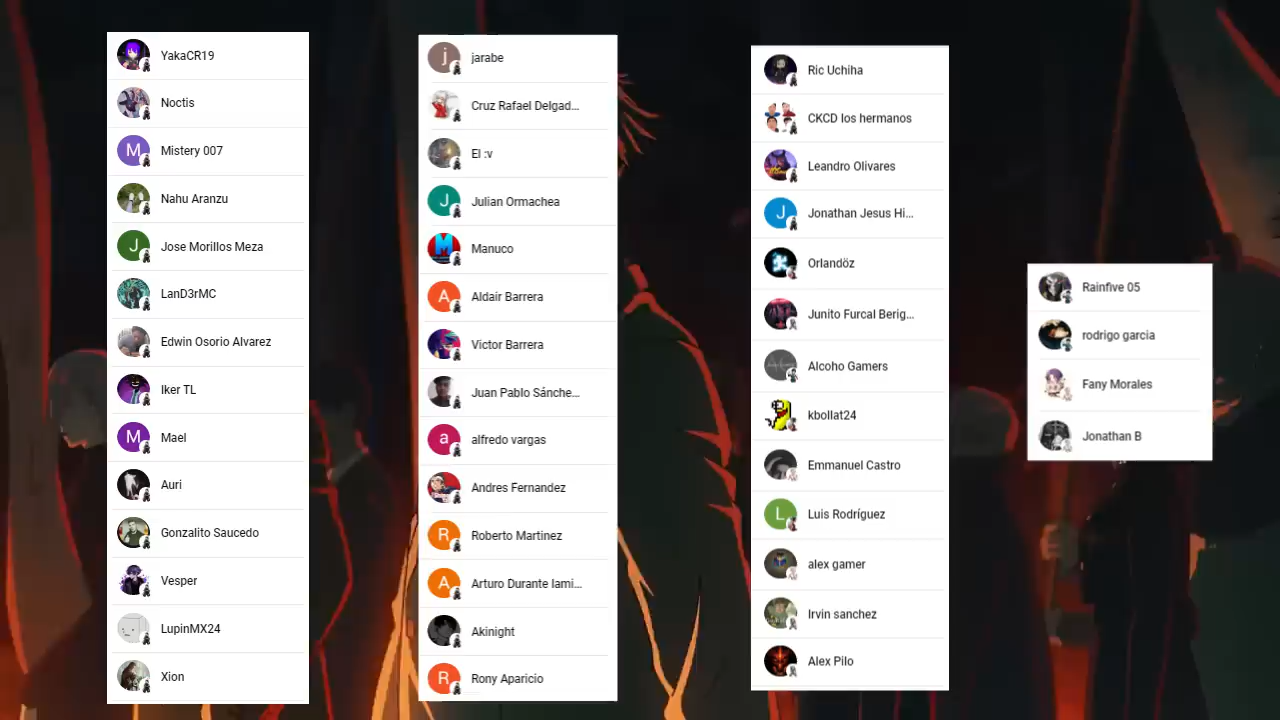 YakaCR19
Noctis
M
Mistery 007
Nahu Aranzu
J
Jose Morillos Meza
LanD3rMC
Edwin Osorio Alvarez
Iker TL
M
Mael
Auri
Gonzalito Saucedo
Vesper
LupinMX24
Xion
j
jarabe
Cruz Rafael Delgad...
El :v
J
Julian Ormachea
M
Manuco
A
Aldair Barrera
Victor Barrera
Juan Pablo Sánche...
a
alfredo vargas
Andres Fernandez
R
Roberto Martinez
A
Arturo Durante lami...
Akinight
R
Rony Aparicio
Ric Uchiha
CKCD los hermanos
Leandro Olivares
J
Jonathan Jesus Hi...
Orlandöz
Junito Furcal Berig...
Alcoho Gamers
kbollat24
Emmanuel Castro
L
Luis Rodríguez
alex gamer
Irvin sanchez
Alex Pilo
Rainfive 05
rodrigo garcia
Fany Morales
Jonathan B